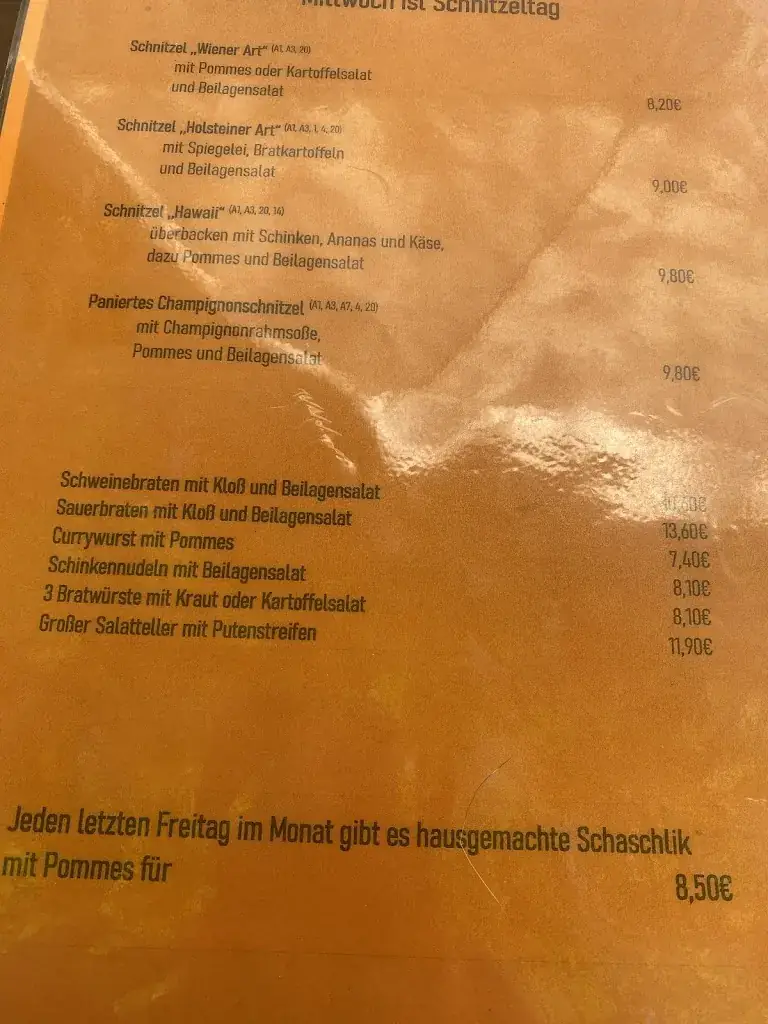 Mittwoch ist Schnitzeltag
Schnitzel „Wiener Art“ (A1, A3, 20)
mit Pommes oder Kartoffelsalat
und Beilagensalat
8,20€
Schnitzel „Holsteiner Art“ (A1, A3, 1, 4, 20)
mit Spiegelei, Bratkartoffeln
und Beilagensalat
9,00€
Schnitzel „Hawaii“ (A1, A3, 20, 14)
überbacken mit Schinken, Ananas und Käse,
dazu Pommes und Beilagensalat
9,80€
Paniertes Champignonschnitzel (A1, A3, A7, 4, 20)
mit Champignonrahmsoße,
Pommes und Beilagensalat
9,80€
Schweinebraten mit Kloß und Beilagensalat
Sauerbraten mit Kloß und Beilagensalat 13,60€
Currywurst mit Pommes 7,40€
Schinkennudeln mit Beilagensalat 8,10€
3 Bratwürste mit Kraut oder Kartoffelsalat 8,10€
Großer Salatteller mit Putenstreifen 11,90€
Jeden letzten Freitag im Monat gibt es hausgemachte Schaschlik
mit Pommes für 8,50€